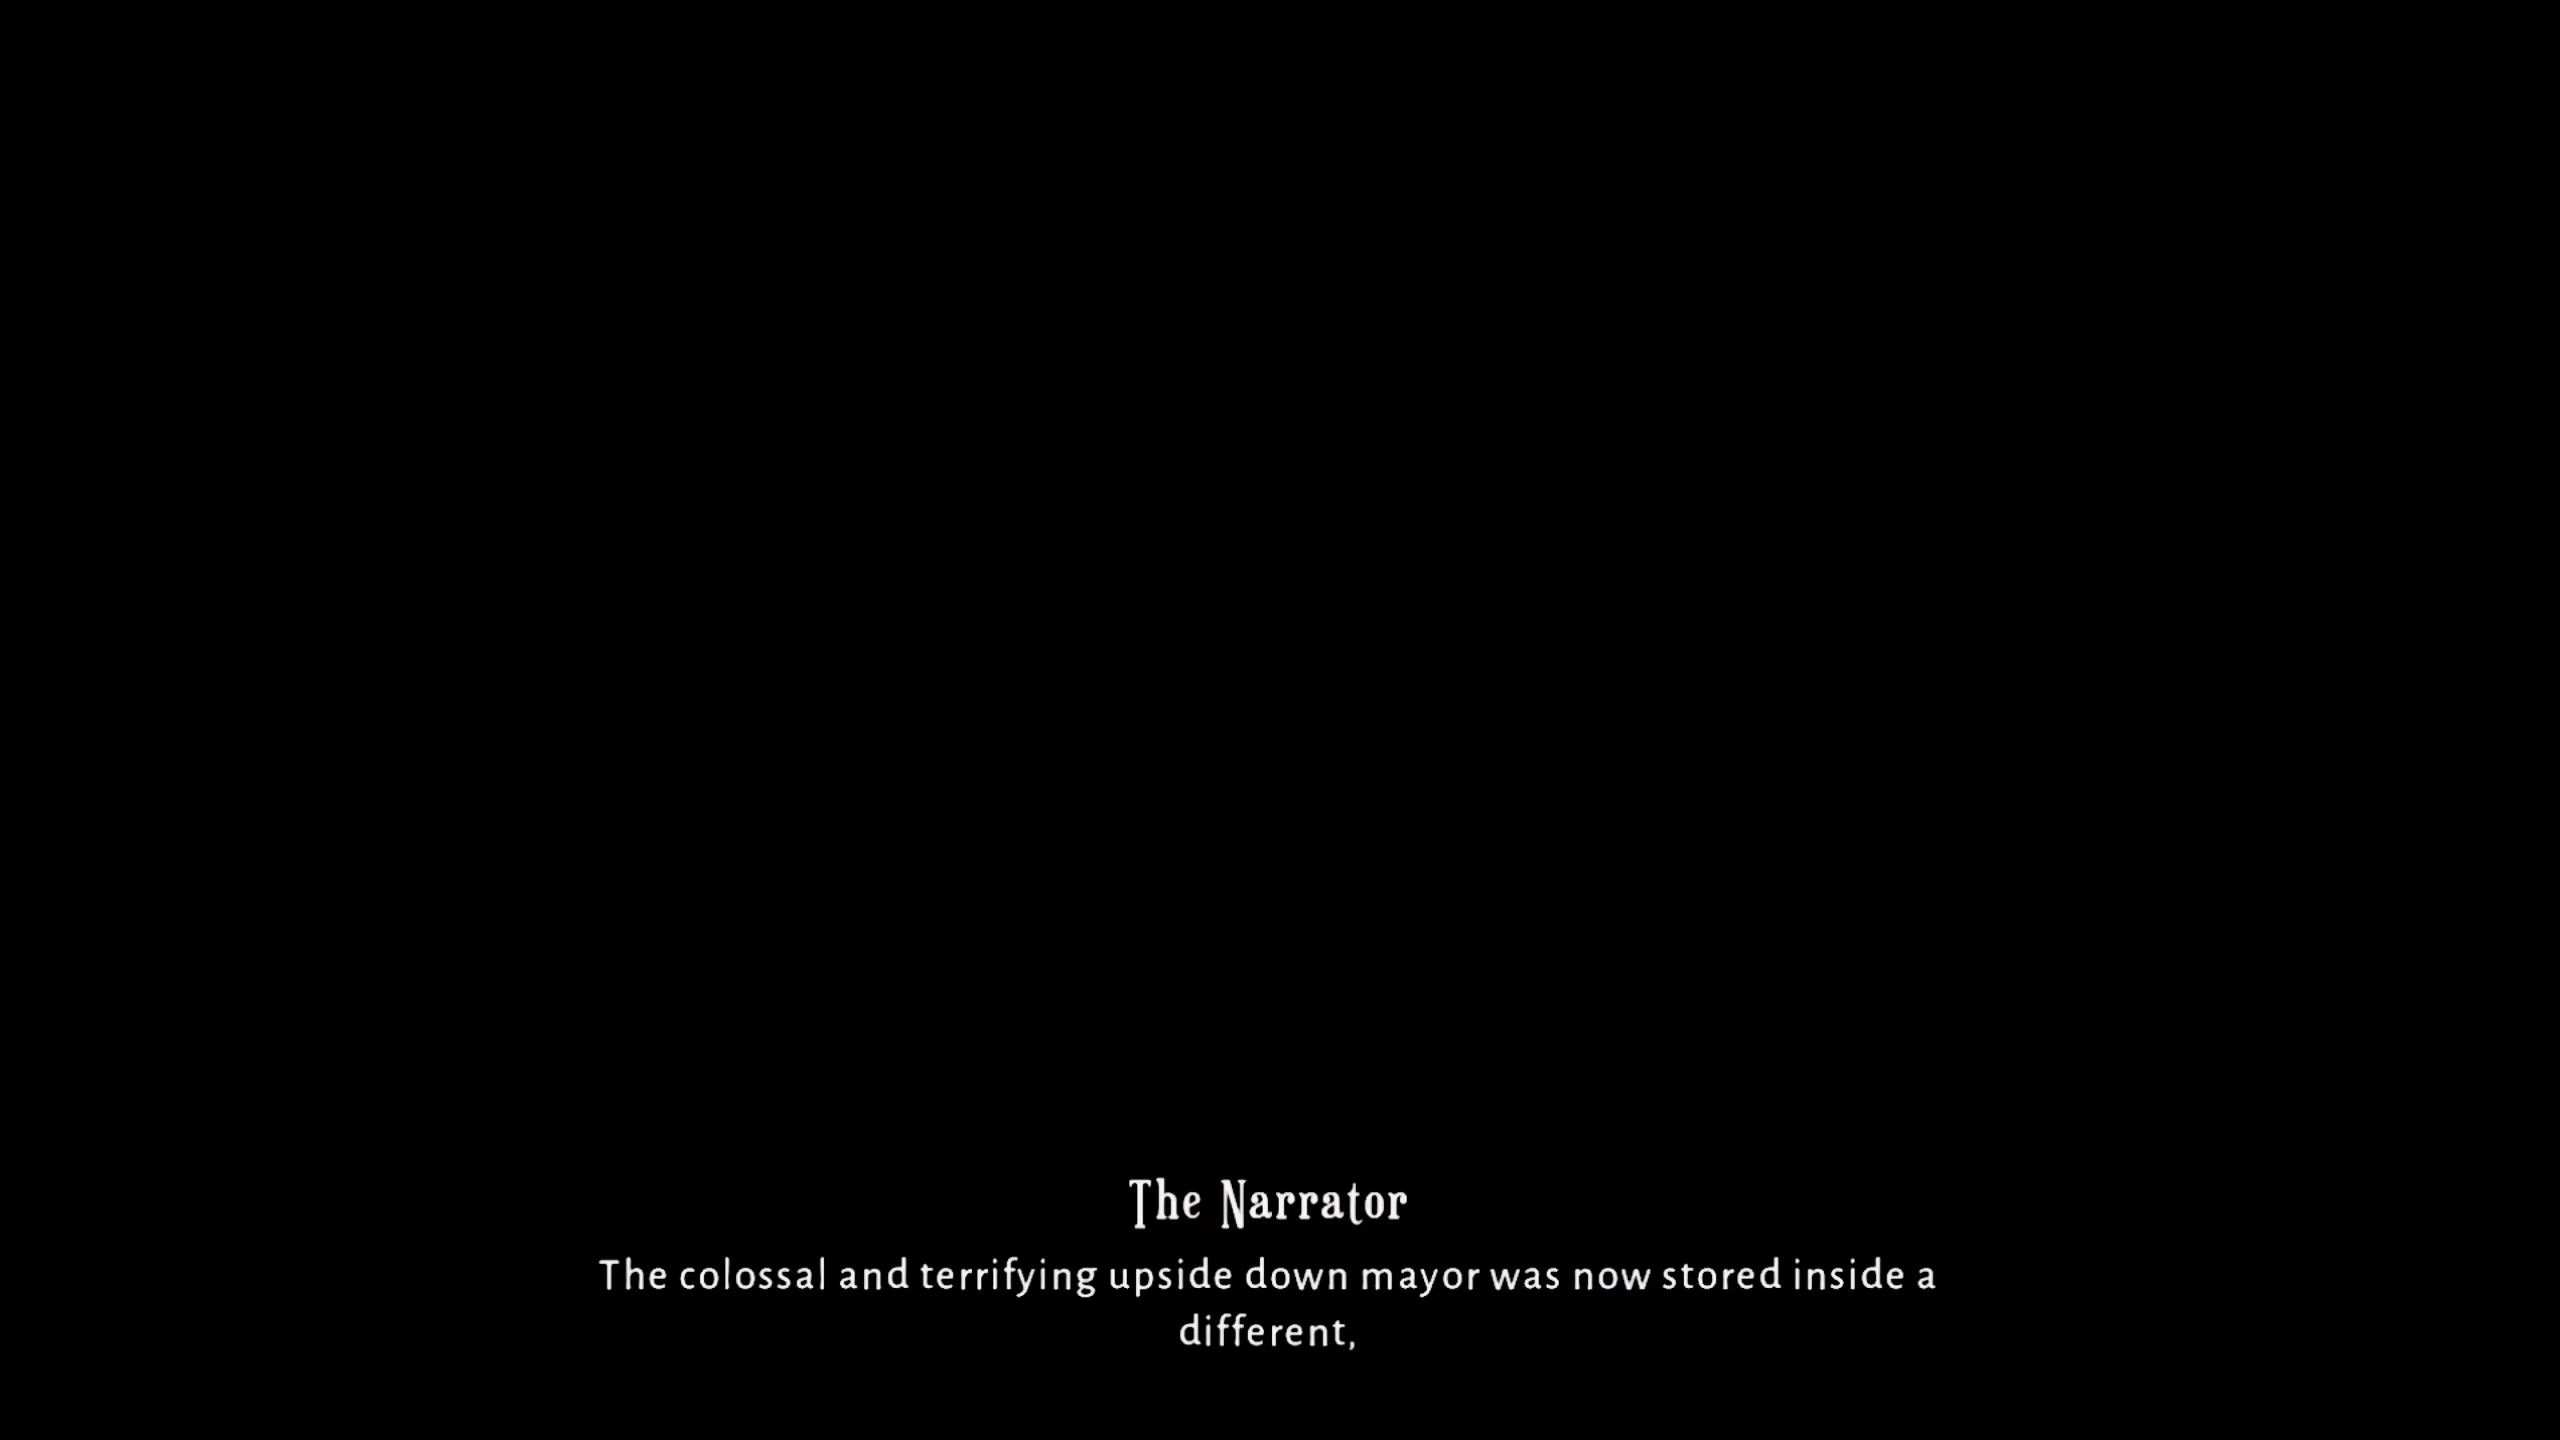 The Narrator
The colossal and terrifying upside down mayor was now stored inside a
different,